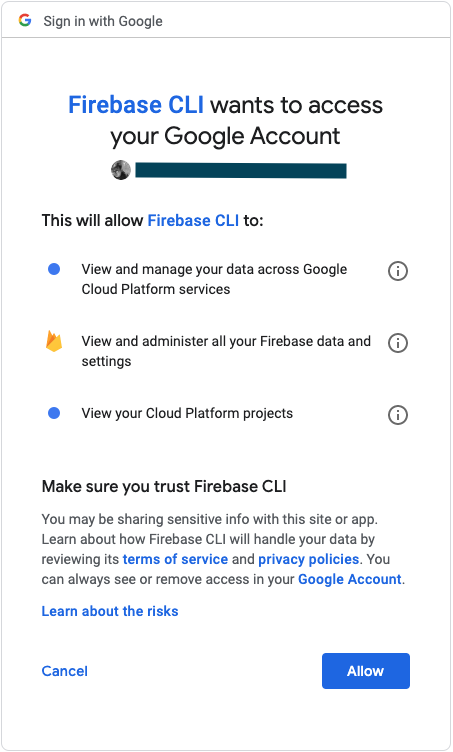 Sign in with Google
Firebase CLI wants to access
your Google Account
This will allow Firebase CLI to:
View and manage your data across Google
Cloud Platform services
View and administer all your Firebase data and
settings
View your Cloud Platform projects
Make sure you trust Firebase CLI
You may be sharing sensitive info with this site or app.
Learn about how Firebase CLI will handle your data by
reviewing its terms of service and privacy policies. You
can always see or remove access in your Google Account.
Learn about the risks
Cancel
Allow